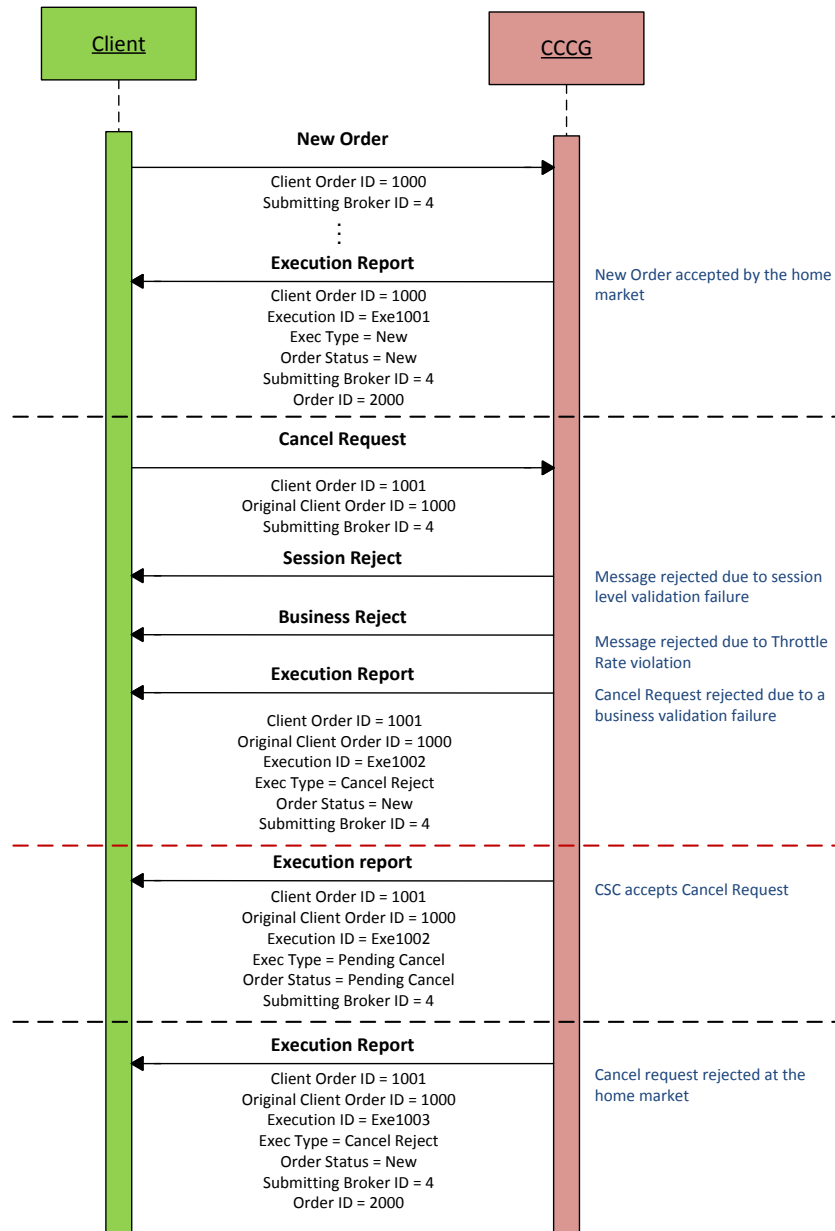 Client
CCCG
New Order
Client Order ID = 1000
Submitting Broker ID = 4
Execution Report
New Order accepted by the home
market
Client Order ID = 1000
Execution ID = Exe1001
Exec Type = New
Order Status = New
Submitting Broker ID = 4
Order ID = 2000
Cancel Request
Client Order ID = 1001
Original Client Order ID = 1000
Submitting Broker ID = 4
Session Reject
Message rejected due to session
level validation failure
Business Reject
Message rejected due to Throttle
Rate violation
Execution Report
Cancel Request rejected due to a
business validation failure
Client Order ID = 1001
Original Client Order ID = 1000
Execution ID = Exe1002
Exec Type = Cancel Reject
Order Status = New
Submitting Broker ID = 4
Execution report
CSC accepts Cancel Request
Client Order ID = 1001
Original Client Order ID = 1000
Execution ID = Exe1002
Exec Type = Pending Cancel
Order Status = Pending Cancel
Submitting Broker ID = 4
Execution Report
Cancel request rejected at the
home market
Client Order ID = 1001
Original Client Order ID = 1000
Execution ID = Exe1003
Exec Type = Cancel Reject
Order Status = New
Submitting Broker ID = 4
Order ID = 2000